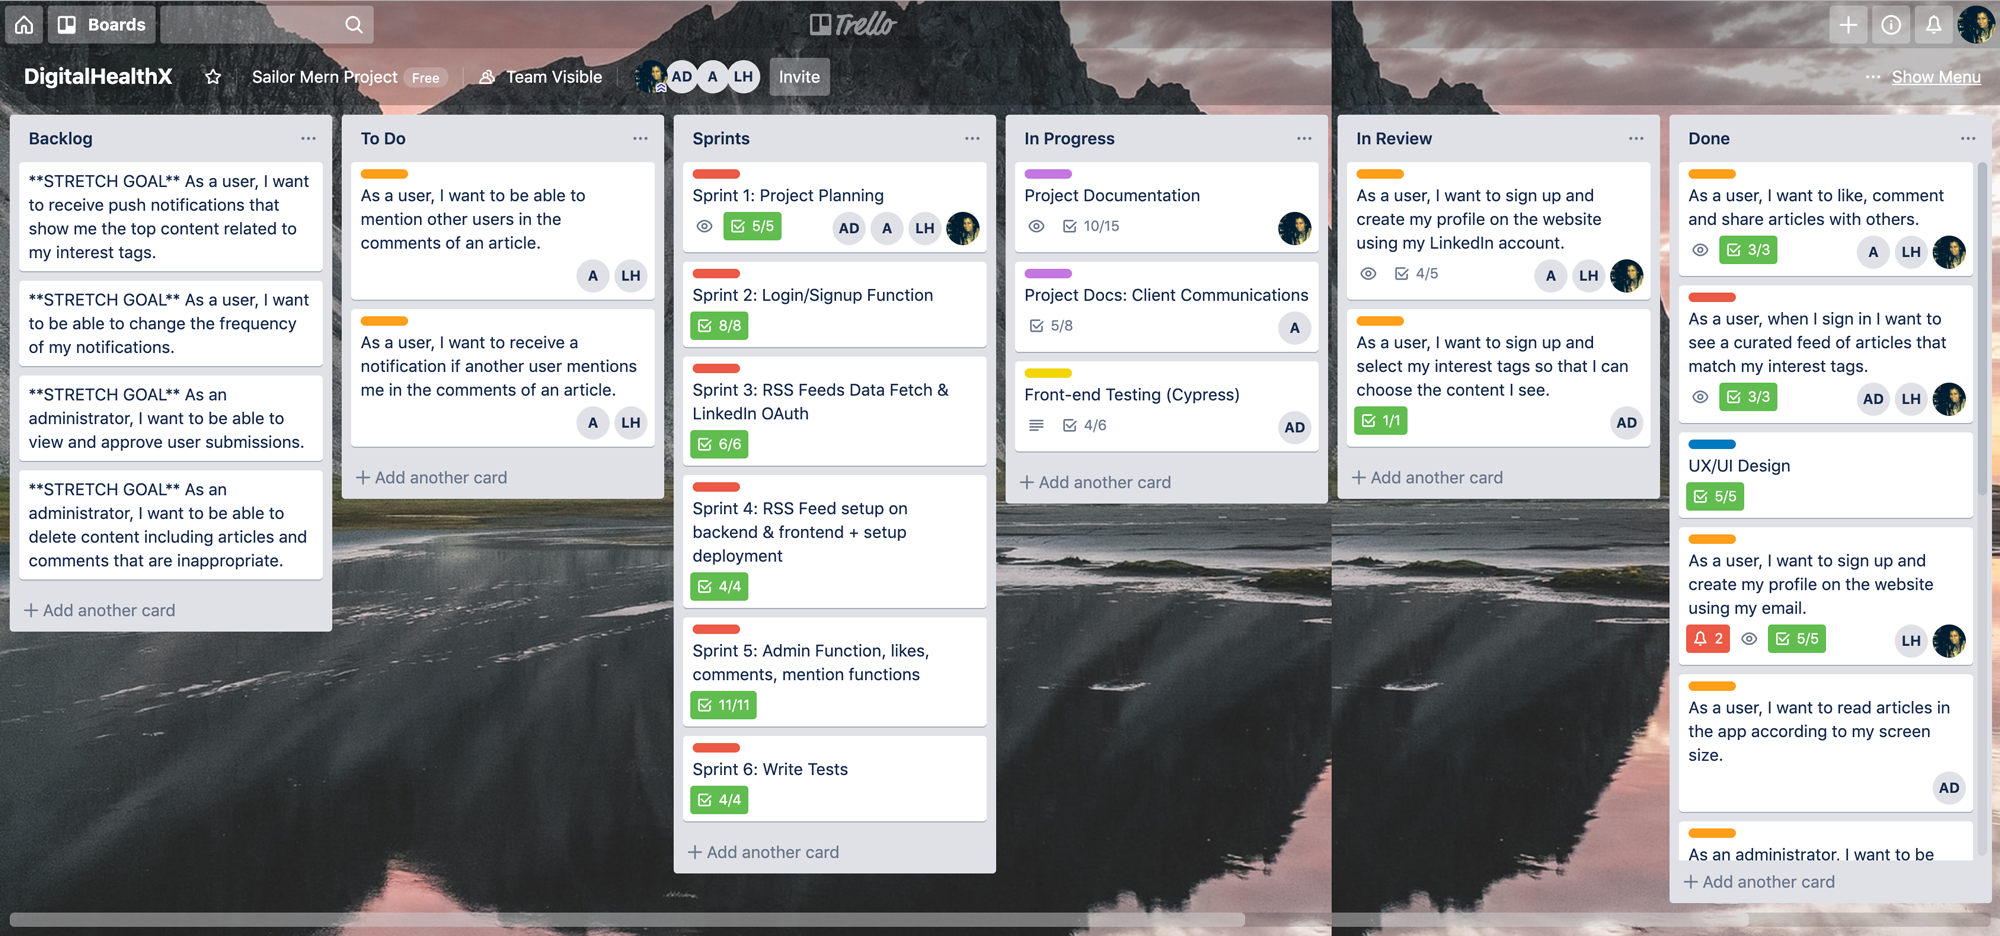 Boards
Trello
DigitalHealthX
Sailor Mern Project Free
Team Visible
AD A LH
Invite
... Show Menu
Backlog
**STRETCH GOAL** As a user, I want
to receive push notifications that
show me the top content related to
my interest tags.
**STRETCH GOAL** As a user, I want
to be able to change the frequency
of my notifications.
**STRETCH GOAL** As an
administrator, I want to be able to
view and approve user submissions.
**STRETCH GOAL** As an
administrator, I want to be able to
delete content including articles and
comments that are inappropriate.
+ Add another card
To Do
As a user, I want to be able to
mention other users in the
comments of an article.
A LH
As a user, I want to receive a
notification if another user mentions
me in the comments of an article.
A LH
+ Add another card
Sprints
Sprint 1: Project Planning
5/5 AD A LH
Sprint 2: Login/Signup Function
8/8
Sprint 3: RSS Feeds Data Fetch &
LinkedIn OAuth
6/6
Sprint 4: RSS Feed setup on
backend & frontend + setup
deployment
4/4
Sprint 5: Admin Function, likes,
comments, mention functions
11/11
Sprint 6: Write Tests
4/4
+ Add another card
In Progress
Project Documentation
10/15
Project Docs: Client Communications
5/8 A
Front-end Testing (Cypress)
4/6 AD
+ Add another card
In Review
As a user, I want to sign up and
create my profile on the website
using my LinkedIn account.
4/5 A LH
As a user, I want to sign up and
select my interest tags so that I can
choose the content I see.
1/1 AD
+ Add another card
Done
As a user, I want to like, comment
and share articles with others.
3/3 A LH
As a user, when I sign in I want to
see a curated feed of articles that
match my interest tags.
3/3 AD LH
UX/UI Design
5/5
As a user, I want to sign up and
create my profile on the website
using my email.
2 5/5 LH
As a user, I want to read articles in
the app according to my screen
size.
AD
As an administrator, I want to be
+ Add another card